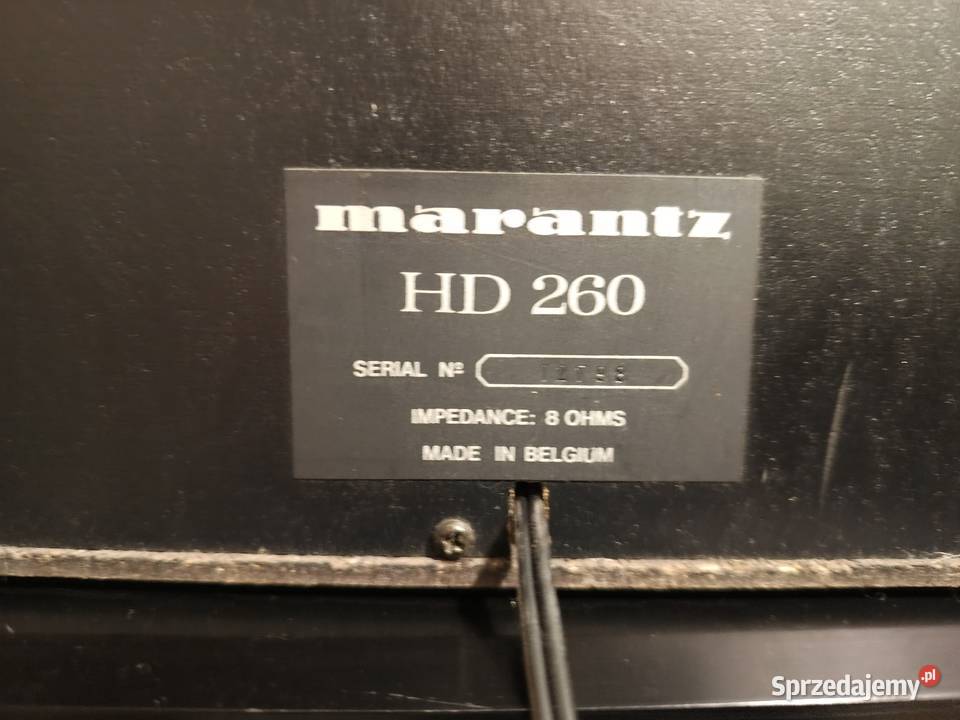 marantz
HD 260
SERIAL Nº
IMPEDANCE: 8 OHMS
MADE IN BELGIUM
Sprzedajemy.pl